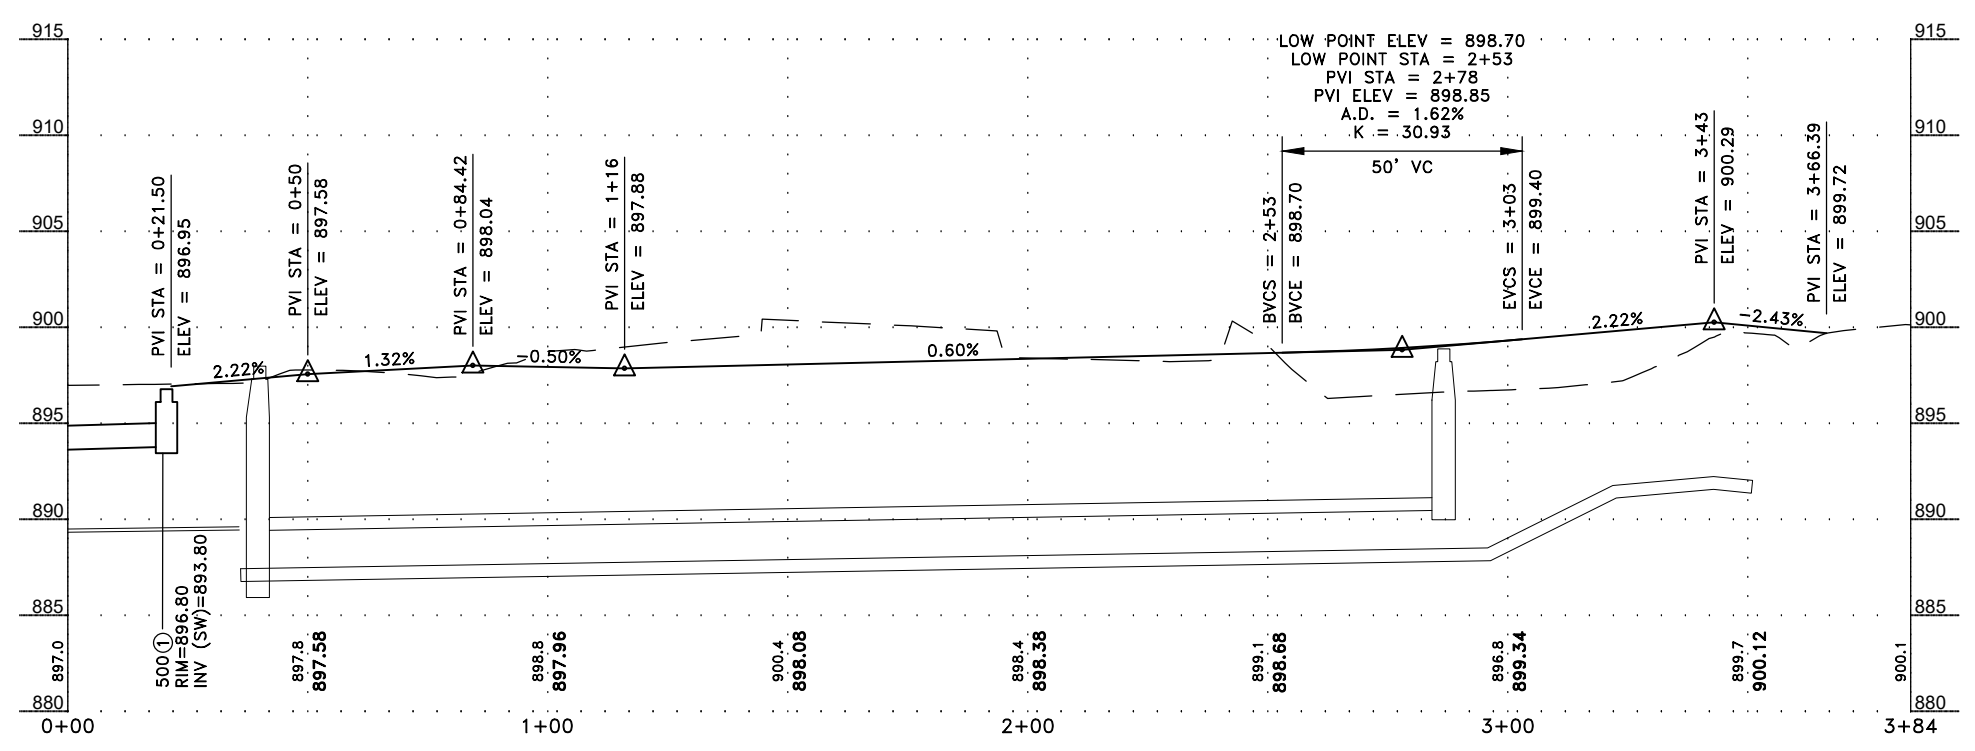 915
910
905
900
895
890
885
880
LOW POINT ELEV = 898.70
LOW POINT STA = 2+53
PVI STA = 2+78
PVI ELEV = 898.85
A.D. = 1.62%
K = 30.93
50' VC
PVI STA = 0+21.50
ELEV = 896.95
PVI STA = 0+50
ELEV = 897.58
PVI STA = 0+84.42
ELEV = 898.04
PVI STA = 1+16
ELEV = 897.88
BVCS = 2+53
BVCE = 898.70
EVCS = 3+03
EVCE = 899.40
PVI STA = 3+43
ELEV = 900.29
PVI STA = 3+66.39
ELEV = 899.72
2.22%
1.32%
-0.50%
0.60%
2.22%
-2.43%
500 1
RIM=896.80
INV (SW)=893.80
897.0
897.8
897.58
898.8
897.96
900.4
898.08
898.4
898.38
899.1
898.68
896.8
899.34
899.7
900.12
900.1
0+00
1+00
2+00
3+00
3+84
915
910
905
900
895
890
885
880